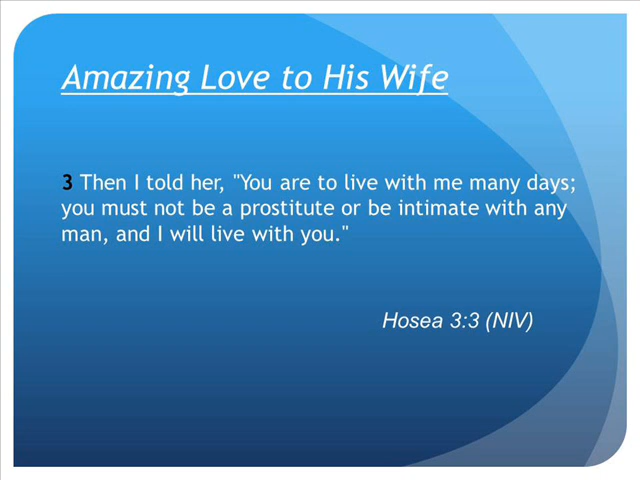 Amazing Love to His Wife
3 Then I told her, "You are to live with me many days;
you must not be a prostitute or be intimate with any
man, and I will live with you."
Hosea 3:3 (NIV)